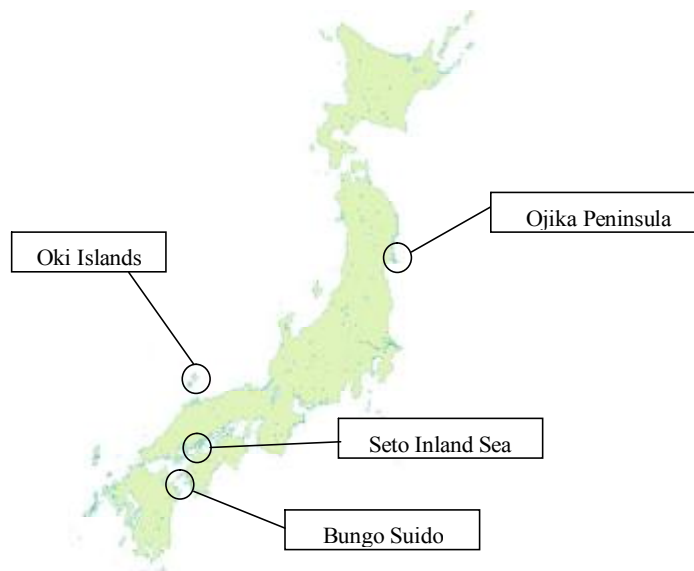 Ojika Peninsula
Oki Islands
Seto Inland Sea
Bungo Suido